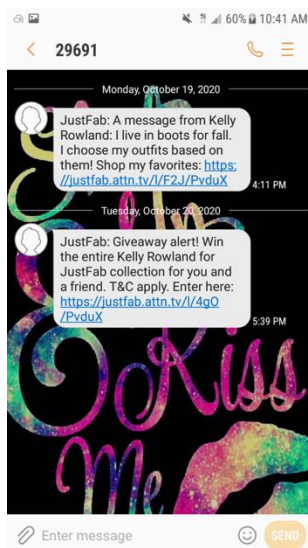 60% 10:41 AM
29691
Monday, October 19, 2020
JustFab: A message from Kelly
Rowland: I live in boots for fall.
I choose my outfits based on
them! Shop my favorites: https:
//justfab.attn.tv/l/F2J/PvduX
4:11 PM
Tuesday, October 20, 2020
JustFab: Giveaway alert! Win
the entire Kelly Rowland for
JustFab collection for you and
a friend. T&C apply. Enter here:
https://justfab.attn.tv/l/4gO
/PvduX
5:39 PM
Kiss
Me
Enter message
SEND